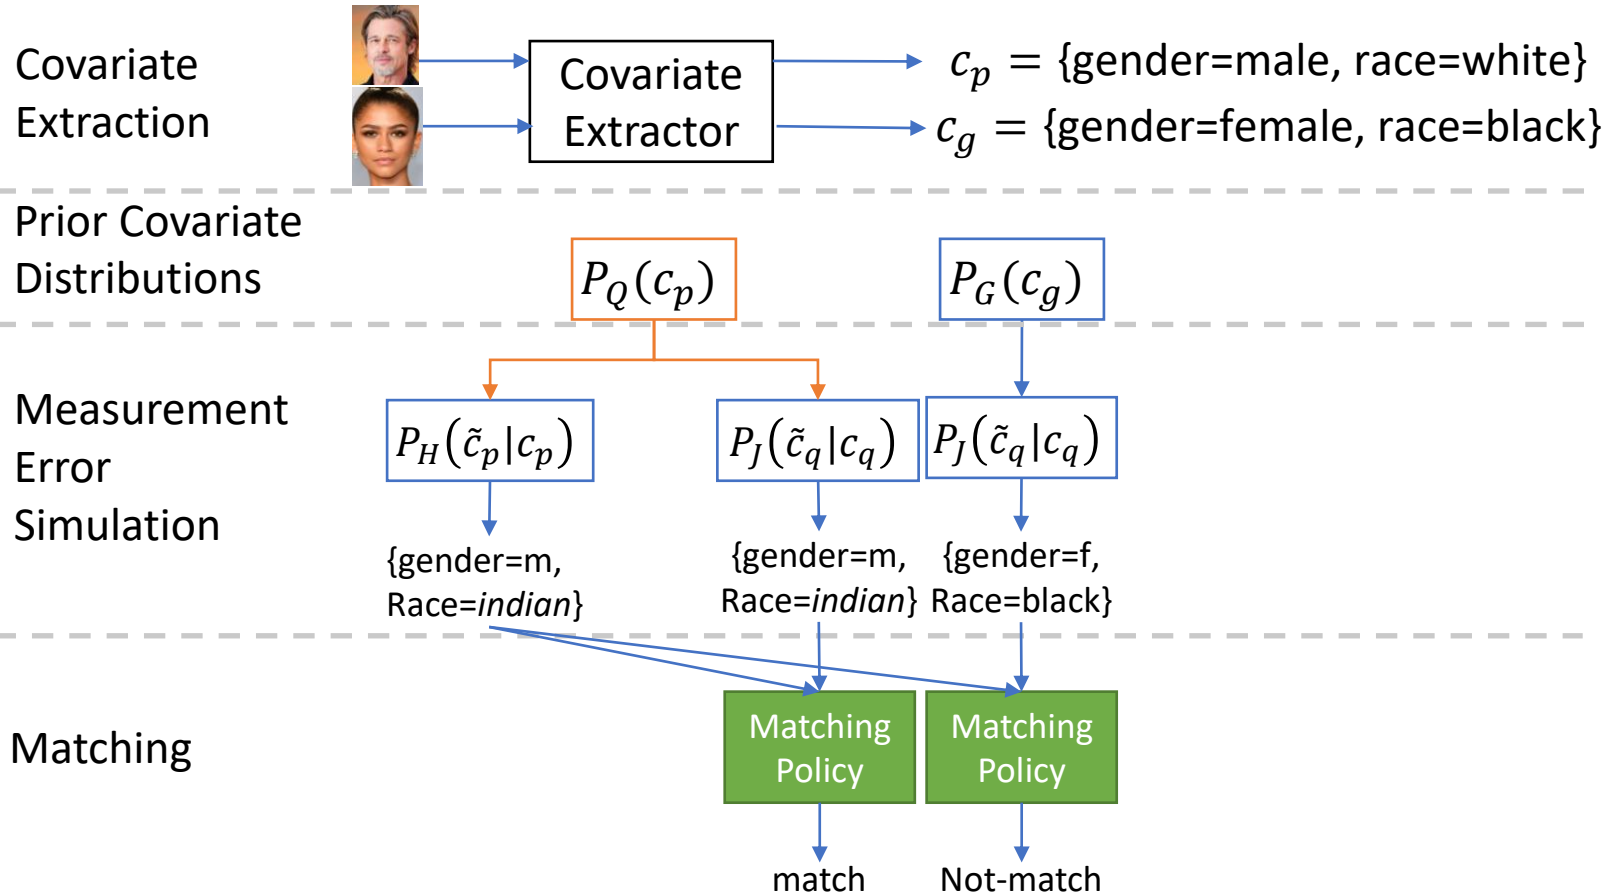 Covariate
Extraction
Covariate
Extractor
c_p = {gender=male, race=white}
c_g = {gender=female, race=black}
Prior Covariate
Distributions
P_Q(c_p)
P_G(c_g)
Measurement
Error
Simulation
P_H(c̃_p|c_p)
P_J(c̃_q|c_q)
P_J(c̃_q|c_q)
{gender=m,
Race=indian}
{gender=m,
Race=indian}
{gender=f,
Race=black}
Matching
Matching
Policy
Matching
Policy
match
Not-match